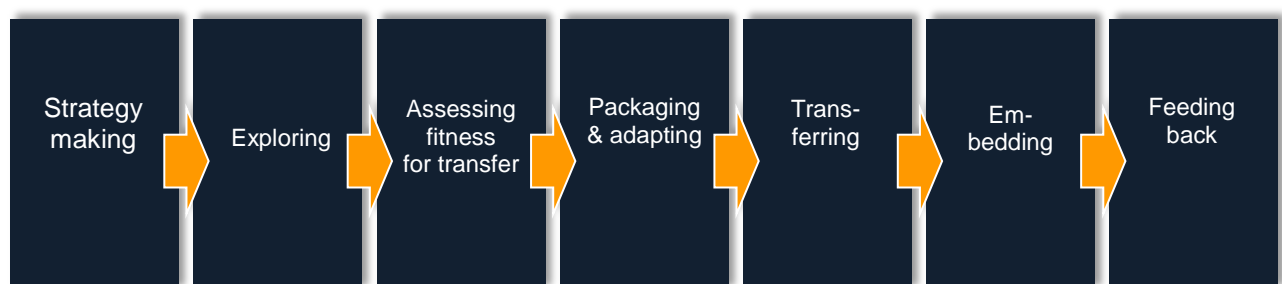 Strategy
making
Exploring
Assessing
fitness
for transfer
Packaging
& adapting
Trans-
ferring
Em-
bedding
Feeding
back